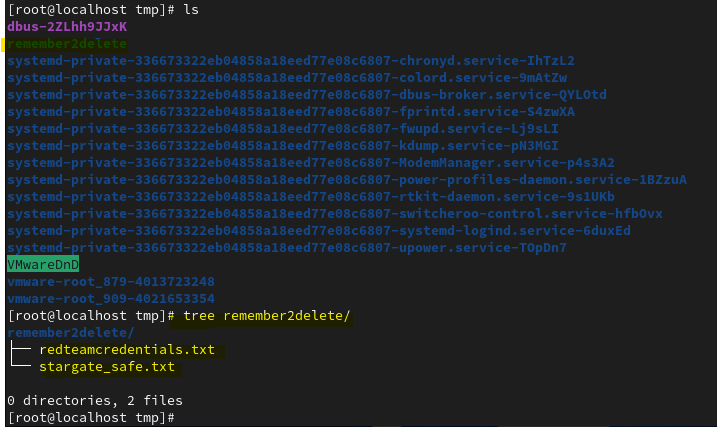 [root@localhost tmp]# ls
dbus-2ZLhh9JJxK
remember2delete
systemd-private-336673322eb04858a18eed77e08c6807-chronyd.service-IhTzL2
systemd-private-336673322eb04858a18eed77e08c6807-colord.service-9mAtZw
systemd-private-336673322eb04858a18eed77e08c6807-dbus-broker.service-QYLOtd
systemd-private-336673322eb04858a18eed77e08c6807-fprintd.service-S4zwXA
systemd-private-336673322eb04858a18eed77e08c6807-fwupd.service-Lj9sLI
systemd-private-336673322eb04858a18eed77e08c6807-kdump.service-pN3MGI
systemd-private-336673322eb04858a18eed77e08c6807-ModemManager.service-p4s3A2
systemd-private-336673322eb04858a18eed77e08c6807-power-profiles-daemon.service-1BZzuA
systemd-private-336673322eb04858a18eed77e08c6807-rtkit-daemon.service-9s1UKb
systemd-private-336673322eb04858a18eed77e08c6807-switcheroo-control.service-hfbOvx
systemd-private-336673322eb04858a18eed77e08c6807-systemd-logind.service-6duxEd
systemd-private-336673322eb04858a18eed77e08c6807-upower.service-TOpDn7
VMwareDnD
vmware-root_879-4013723248
vmware-root_909-4021653354
[root@localhost tmp]# tree remember2delete/
remember2delete/
├── redteamcredentials.txt
└── stargate_safe.txt
0 directories, 2 files
[root@localhost tmp]#